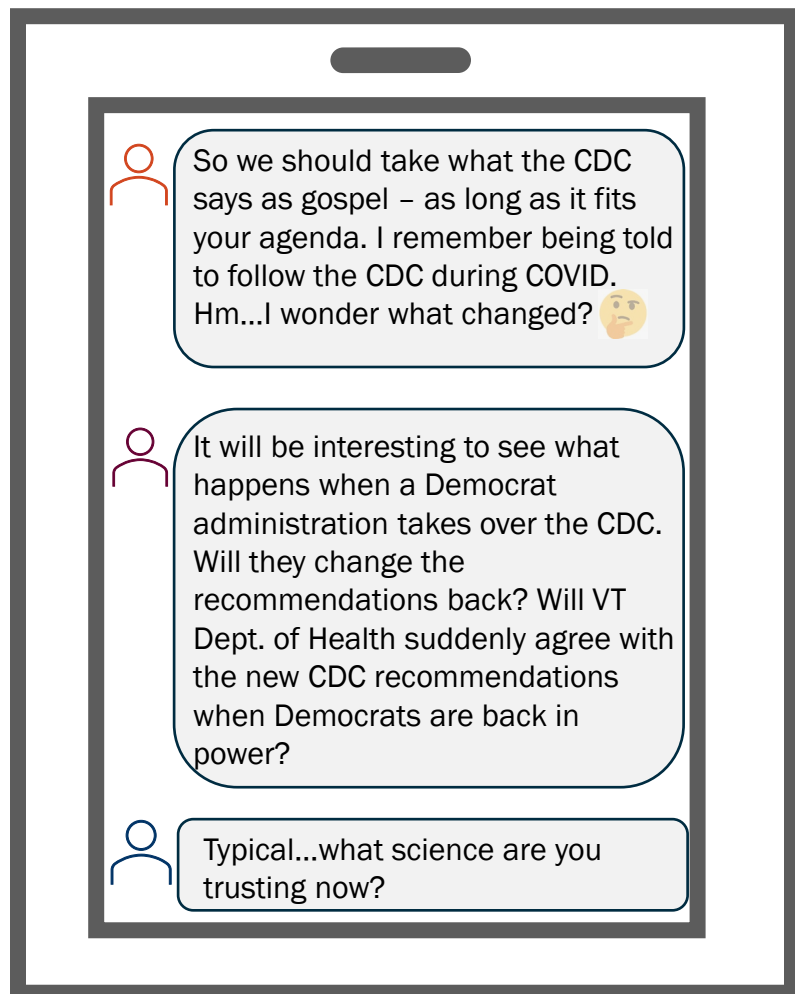 So we should take what the CDC
says as gospel – as long as it fits
your agenda. I remember being told
to follow the CDC during COVID.
Hm...I wonder what changed?🤔
It will be interesting to see what
happens when a Democrat
administration takes over the CDC.
Will they change the
recommendations back? Will VT
Dept. of Health suddenly agree with
the new CDC recommendations
when Democrats are back in
power?
Typical...what science are you
trusting now?